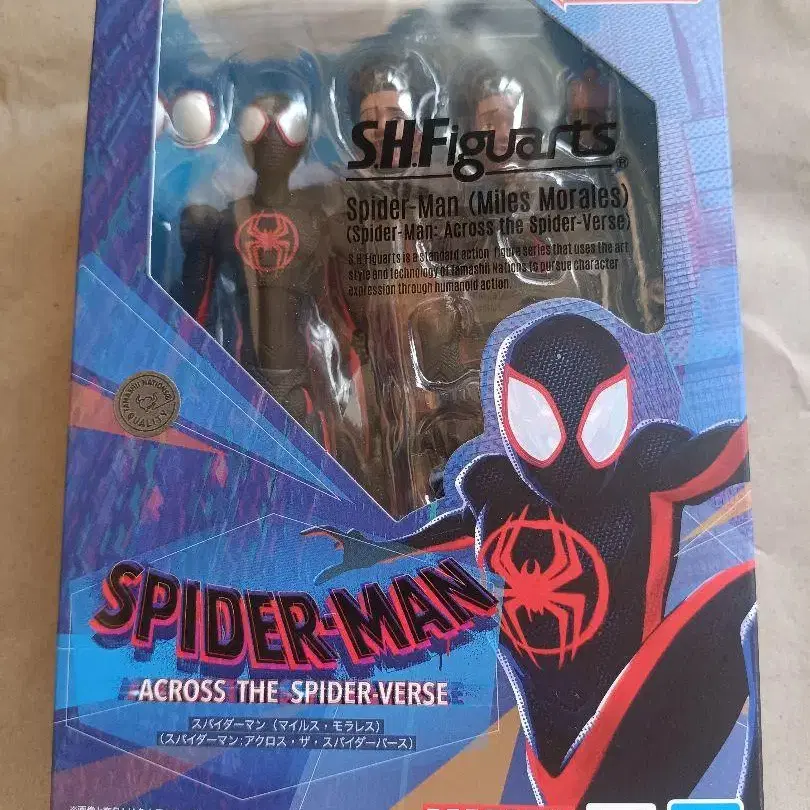 S.H.Figuarts®
Spider-Man (Miles Morales)
(Spider-Man: Across the Spider-Verse)
S.H.Figuarts is a standard action figure series that uses the art
style and technology of Tamashii Nations to pursue character
expression through humanoid action.
TAMASHII NATIONS
QUALITY
SPIDER-MAN
ACROSS THE SPIDER-VERSE
スパイダーマン（マイルス・モラレス）
（スパイダーマン：アクロス・ザ・スパイダーバース）